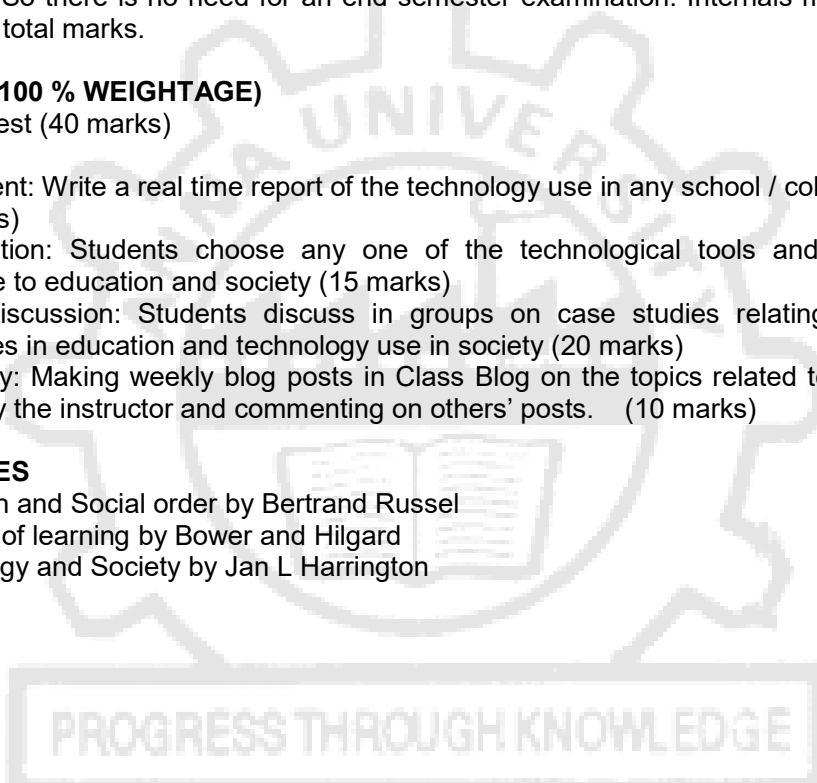 So there is no need for an end semester examination. Internals
total marks.
100 % WEIGHTAGE)
est (40 marks)
ent: Write a real time report of the technology use in any school / col
s)
tion: Students choose any one of the technological tools and
e to education and society (15 marks)
iscussion: Students discuss in groups on case studies relating
es in education and technology use in society (20 marks)
y: Making weekly blog posts in Class Blog on the topics related t
y the instructor and commenting on others' posts. (10 marks)
ES
n and Social order by Bertrand Russel
of learning by Bower and Hilgard
gy and Society by Jan L Harrington
UNIVERSITY
PROGRESS THROUGH KNOWLEDGE